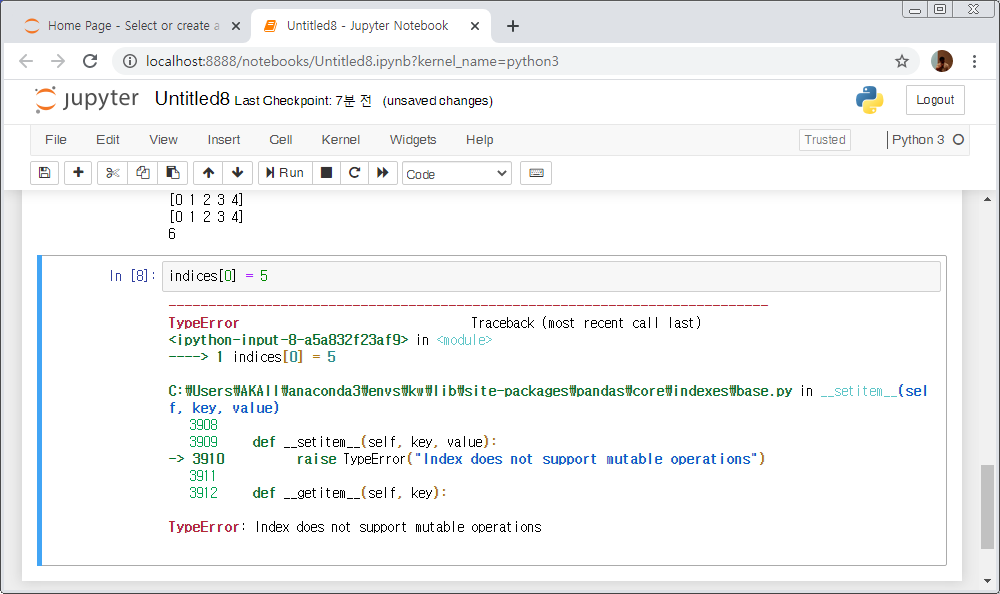 Home Page - Select or create a
Untitled8 - Jupyter Notebook
localhost:8888/notebooks/Untitled8.ipynb?kernel_name=python3
jupyter Untitled8 Last Checkpoint: 7분 전 (unsaved changes)
Logout
File Edit View Insert Cell Kernel Widgets Help
Trusted
Python 3
Run
Code
[0 1 2 3 4]
[0 1 2 3 4]
6
In [8]: indices[0] = 5
---------------------------------------------------------------------------
TypeError Traceback (most recent call last)
<ipython-input-8-a5a832f23af9> in <module>
----> 1 indices[0] = 5
C:₩Users₩AKAII₩anaconda3₩envs₩kw₩lib₩site-packages₩pandas₩core₩indexes₩base.py in __setitem__(sel
f, key, value)
3908
3909 def __setitem__(self, key, value):
-> 3910 raise TypeError("Index does not support mutable operations")
3911
3912 def __getitem__(self, key):
TypeError: Index does not support mutable operations